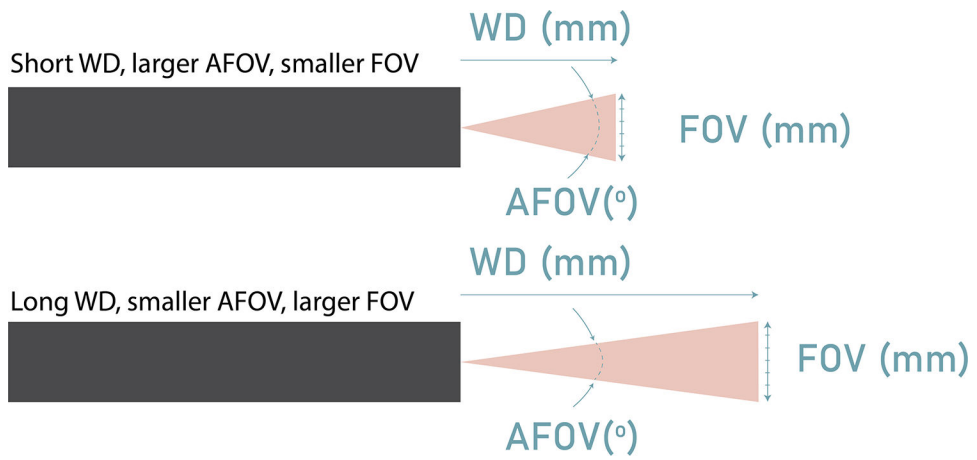 WD (mm)
Short WD, larger AFOV, smaller FOV
FOV (mm)
AFOV(º)
WD (mm)
Long WD, smaller AFOV, larger FOV
FOV (mm)
AFOV(º)